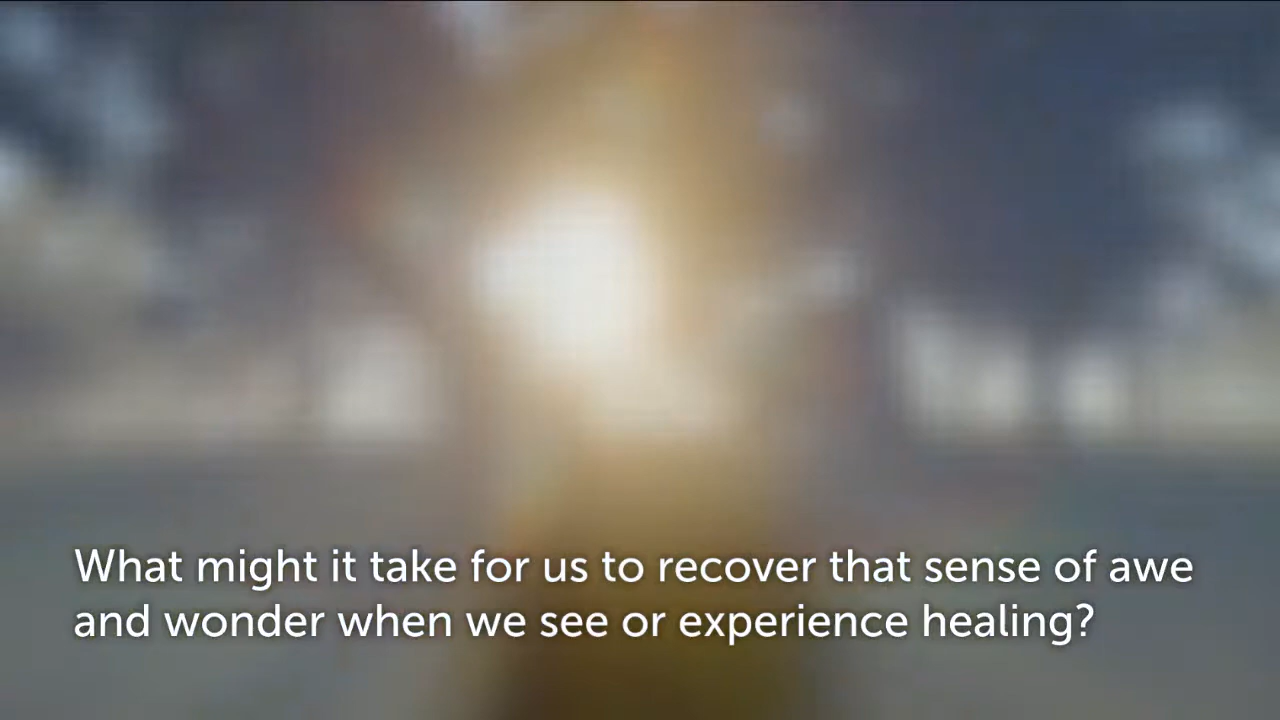 What might it take for us to recover that sense of awe
and wonder when we see or experience healing?